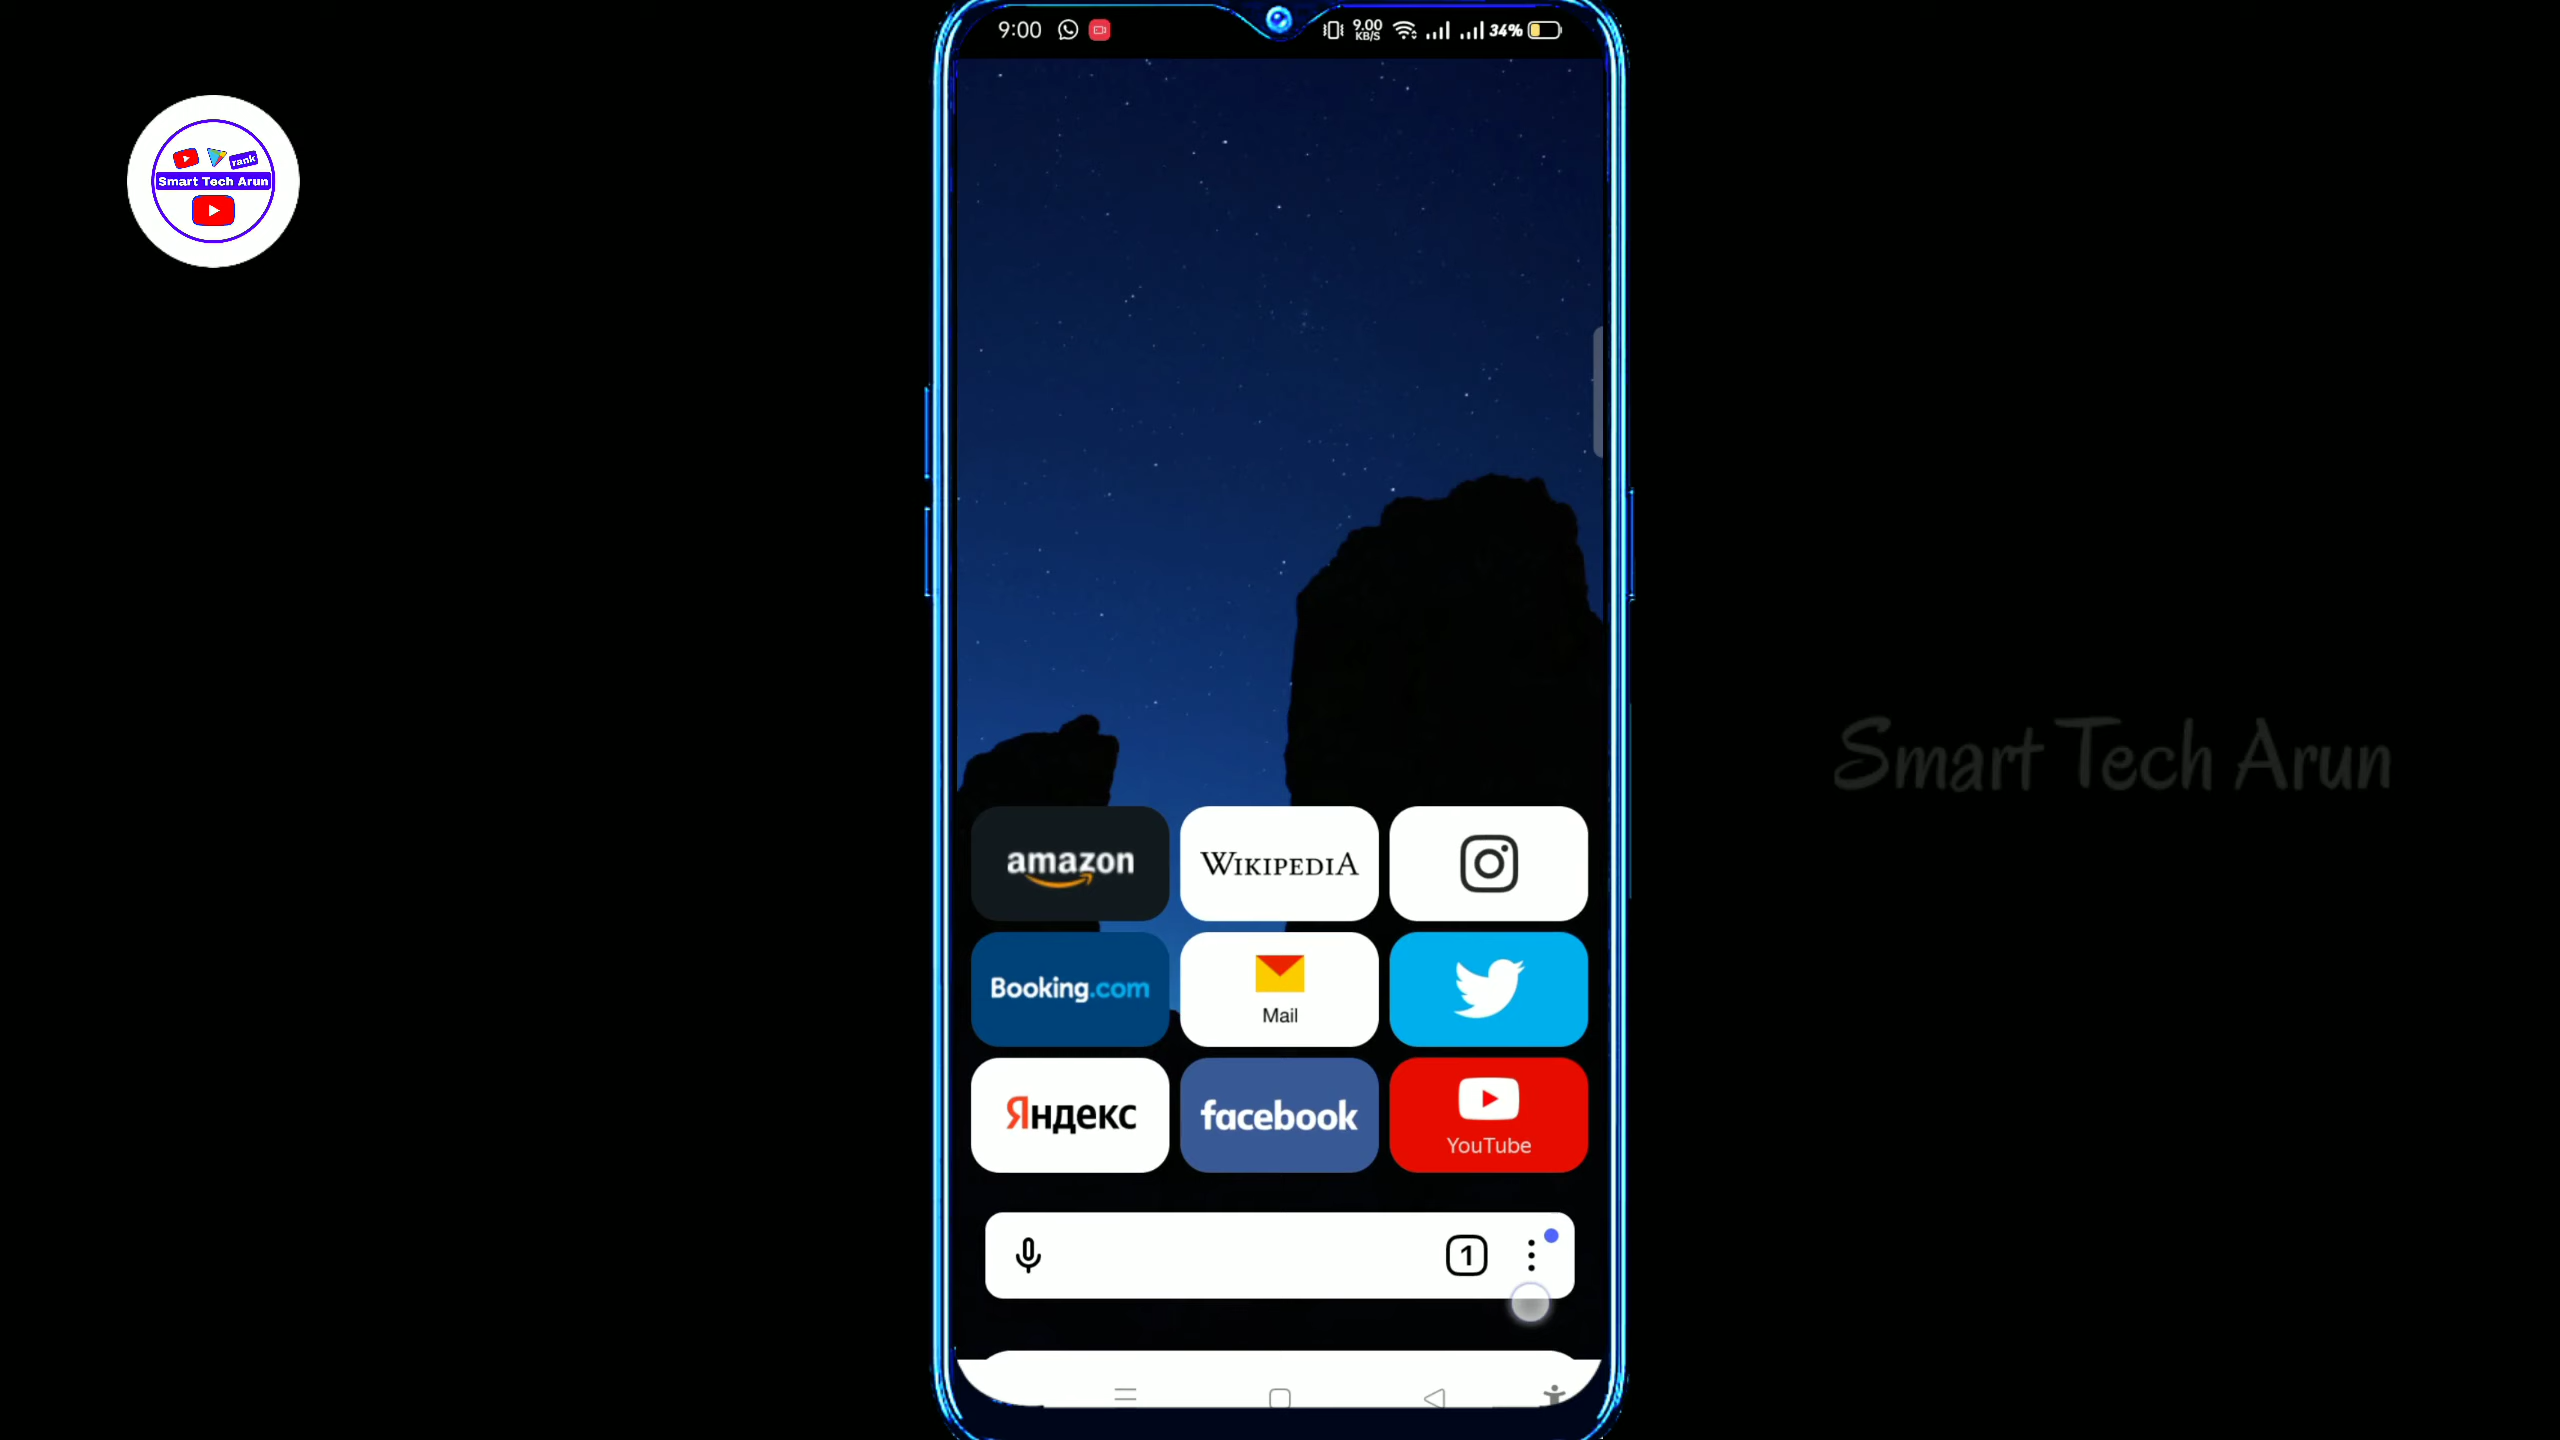 9:00
9.00
KB/S
34%
rank
Smart Tech Arun
Smart Tech Arun
amazon
WIKIPEDIA
Booking.com
Mail
Яндекс
facebook
YouTube
1